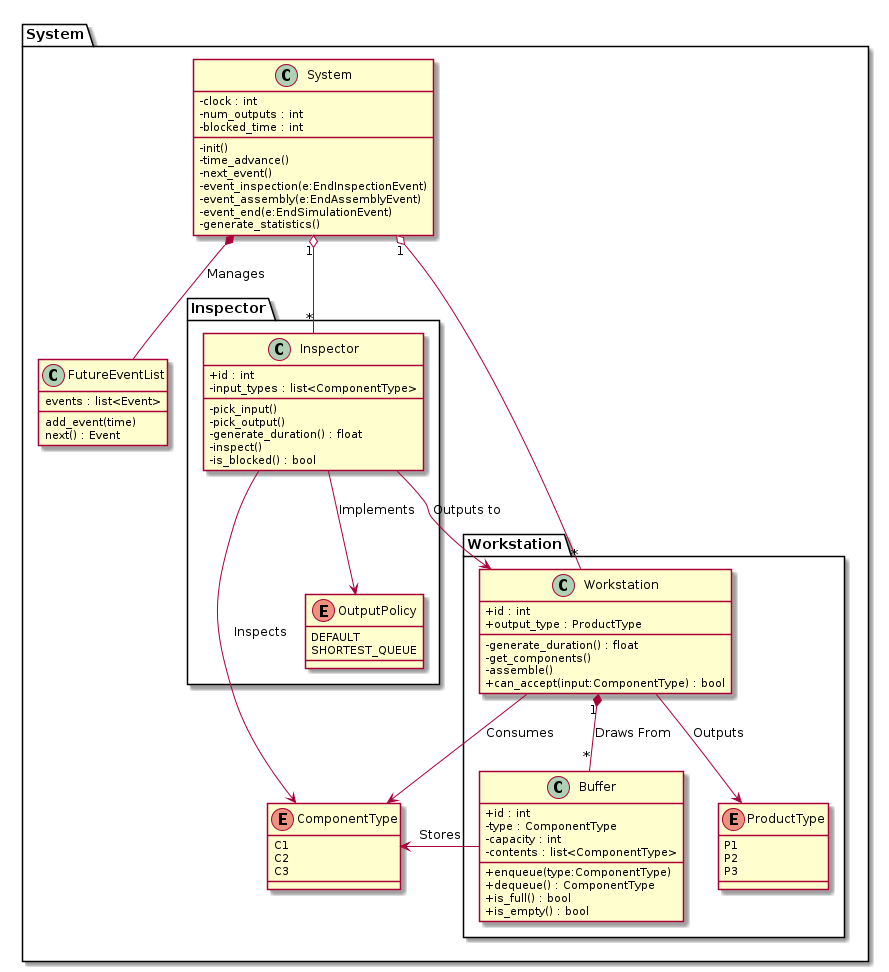 System
C System
-clock : int
-num_outputs : int
-blocked_time : int
-init()
-time_advance()
-next_event()
-event_inspection(e:EndInspectionEvent)
-event_assembly(e:EndAssemblyEvent)
-event_end(e:EndSimulationEvent)
-generate_statistics()
1
1
Manages
*
Inspector
C Inspector
+id : int
-input_types : list<ComponentType>
-pick_input()
-pick_output()
-generate_duration() : float
-inspect()
-is_blocked() : bool
C FutureEventList
events : list<Event>
add_event(time)
next() : Event
Implements
Outputs to
*
Workstation
C Workstation
+id : int
+output_type : ProductType
-generate_duration() : float
-get_components()
-assemble()
+can_accept(input:ComponentType) : bool
E OutputPolicy
DEFAULT
SHORTEST_QUEUE
Inspects
1
Consumes
Draws From
Outputs
*
C Buffer
+id : int
-type : ComponentType
-capacity : int
-contents : list<ComponentType>
+enqueue(type:ComponentType)
+dequeue() : ComponentType
+is_full() : bool
+is_empty() : bool
Stores
E ComponentType
C1
C2
C3
E ProductType
P1
P2
P3